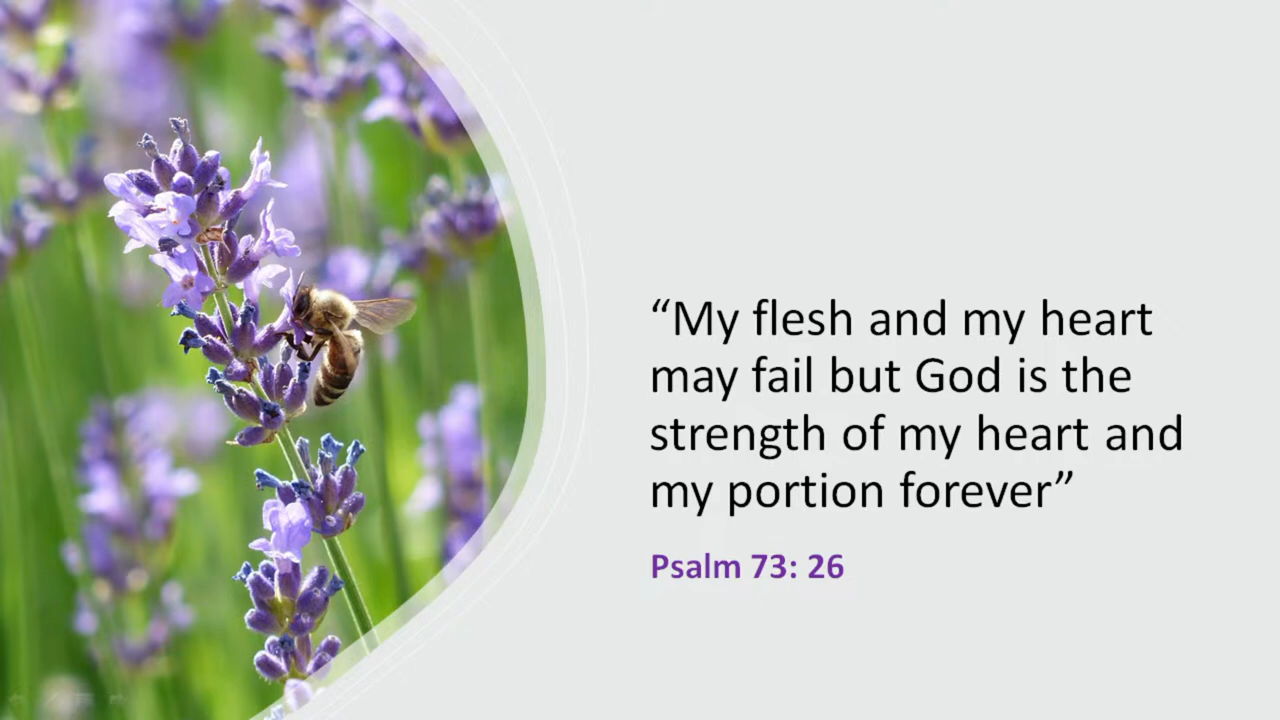 “My flesh and my heart
may fail but God is the
strength of my heart and
my portion forever”
Psalm 73: 26